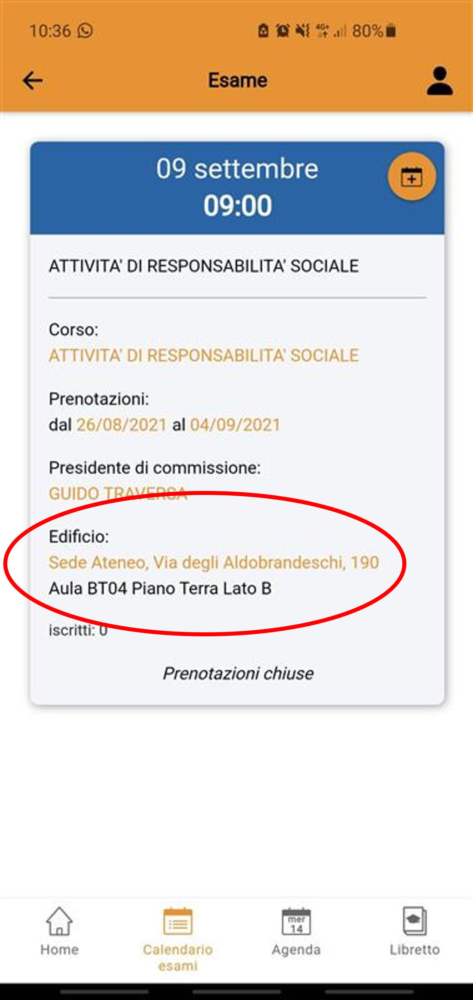 10:36
4G+
80%
Esame
09 settembre
09:00
ATTIVITA' DI RESPONSABILITA' SOCIALE
Corso:
ATTIVITA' DI RESPONSABILITA' SOCIALE
Prenotazioni:
dal 26/08/2021 al 04/09/2021
Presidente di commissione:
GUIDO TRAVERSA
Edificio:
Sede Ateneo, Via degli Aldobrandeschi, 190
Aula BT04 Piano Terra Lato B
iscritti: 0
Prenotazioni chiuse
mer
14
Home
Calendario
esami
Agenda
Libretto